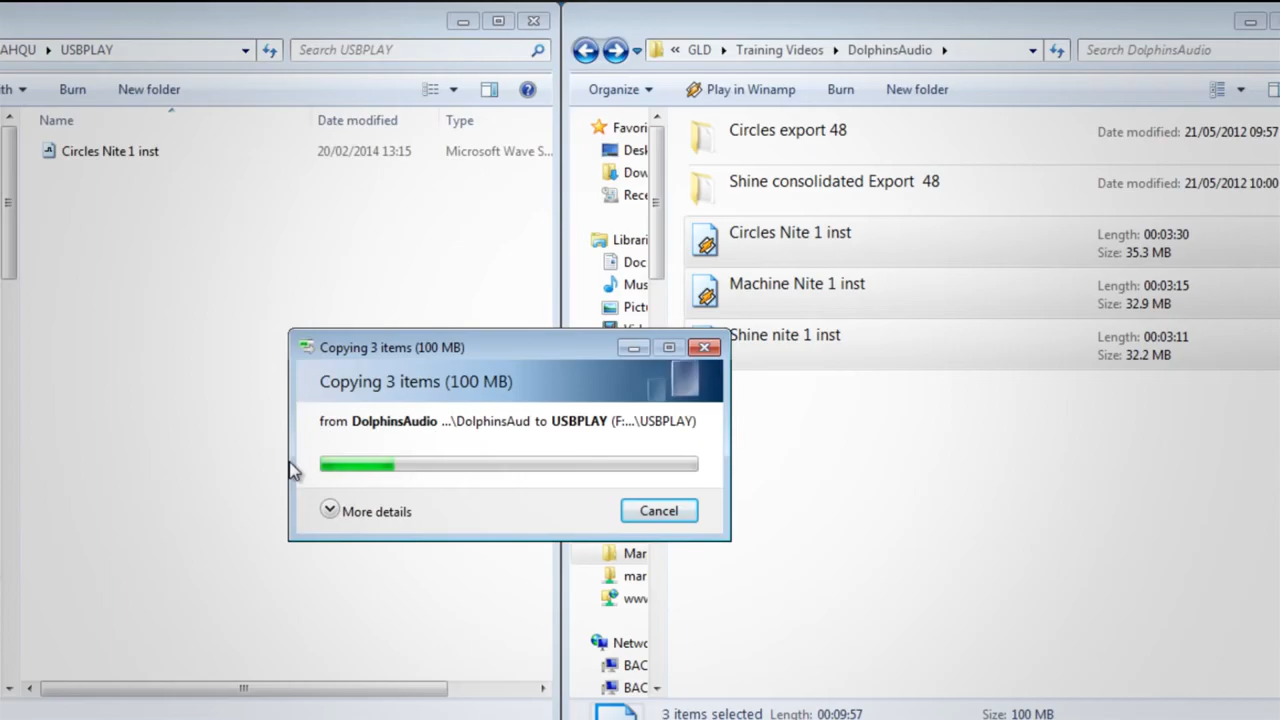 AHQU USBPLAY
Search USBPLAY
Burn New folder
Name Date modified Type
Circles Nite 1 inst 20/02/2014 13:15 Microsoft Wave S...
« GLD Training Videos DolphinsAudio
Search DolphinsAudio
Organize Play in Winamp Burn New folder
Favori
Desk
Dow
Rece
Librari
Doc
Mus
Pictu
Circles export 48 Date modified: 21/05/2012 09:57
Shine consolidated Export 48 Date modified: 21/05/2012 10:00
Circles Nite 1 inst Length: 00:03:30
Size: 35.3 MB
Machine Nite 1 inst Length: 00:03:15
Size: 32.9 MB
Shine nite 1 inst Length: 00:03:11
Size: 32.2 MB
Copying 3 items (100 MB)
Copying 3 items (100 MB)
from DolphinsAudio ...\DolphinsAud to USBPLAY (F:...\USBPLAY)
More details Cancel
Mar
mar
www
Netwo
BAC
BAC
3 items selected Length: 00:09:57 Size: 100 MB